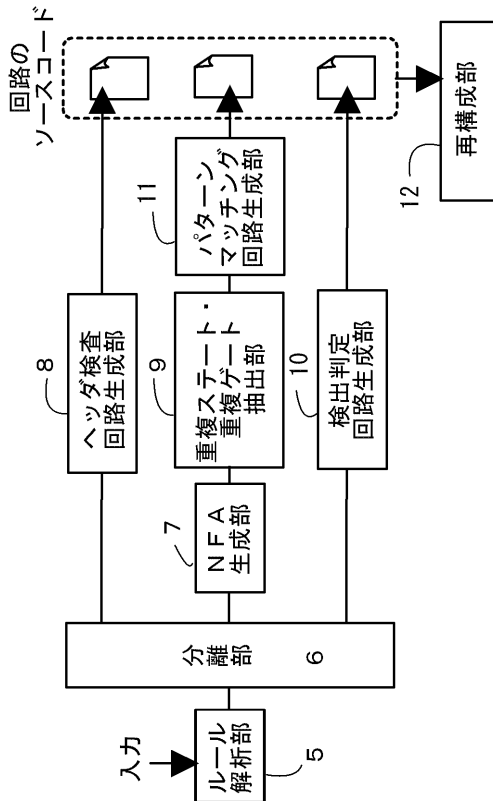 入力
ルール
解析部
5
分離部
6
ヘッダ検査
回路生成部
8
ＮＦＡ
生成部
7
重複ステート・
重複ゲート
抽出部
9
パターン
マッチング
回路生成部
11
検出判定
回路生成部
10
回路の
ソースコード
再構成部
12